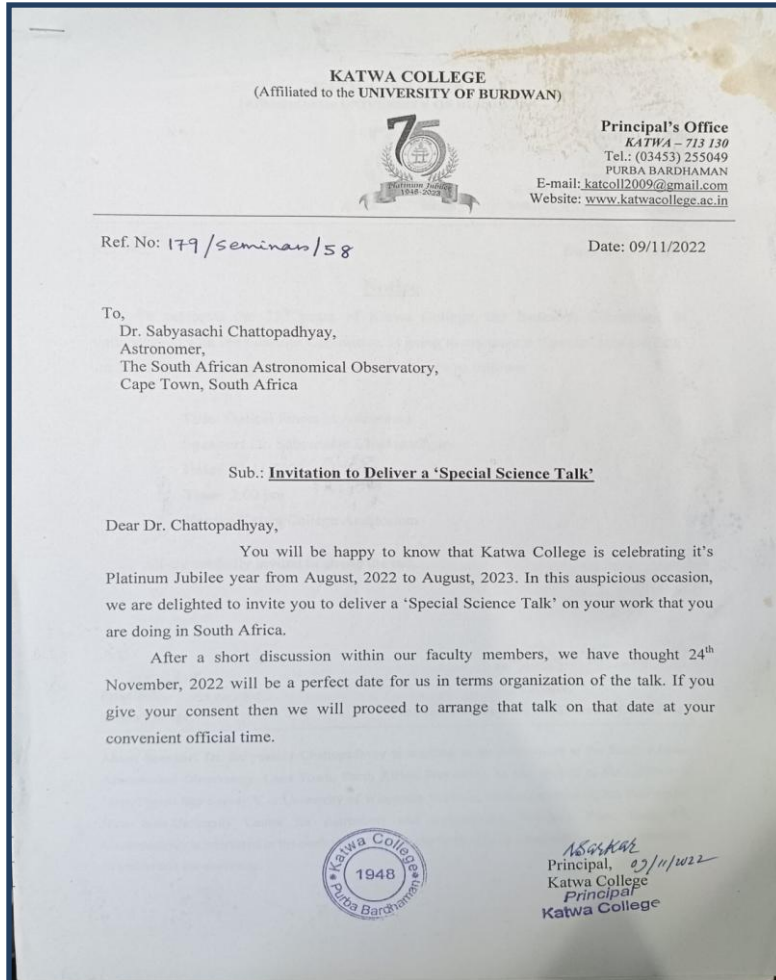 KATWA COLLEGE
(Affiliated to the UNIVERSITY OF BURDWAN)
75
Platinum Jubilee
1948-2023
Principal's Office
KATWA – 713 130
Tel.: (03453) 255049
PURBA BARDHAMAN
E-mail: katcoll2009@gmail.com
Website: www.katwacollege.ac.in
Ref. No: 179/Seminar/58
Date: 09/11/2022
To,
Dr. Sabyasachi Chattopadhyay,
Astronomer,
The South African Astronomical Observatory,
Cape Town, South Africa
Sub.: Invitation to Deliver a ‘Special Science Talk’
Dear Dr. Chattopadhyay,
You will be happy to know that Katwa College is celebrating it’s
Platinum Jubilee year from August, 2022 to August, 2023. In this auspicious occasion,
we are delighted to invite you to deliver a ‘Special Science Talk’ on your work that you
are doing in South Africa.
After a short discussion within our faculty members, we have thought 24th
November, 2022 will be a perfect date for us in terms organization of the talk. If you
give your consent then we will proceed to arrange that talk on that date at your
convenient official time.
Katwa College
1948
Purba Bardhaman
NSarkar
09/11/2022
Principal,
Katwa College
Principal
Katwa College